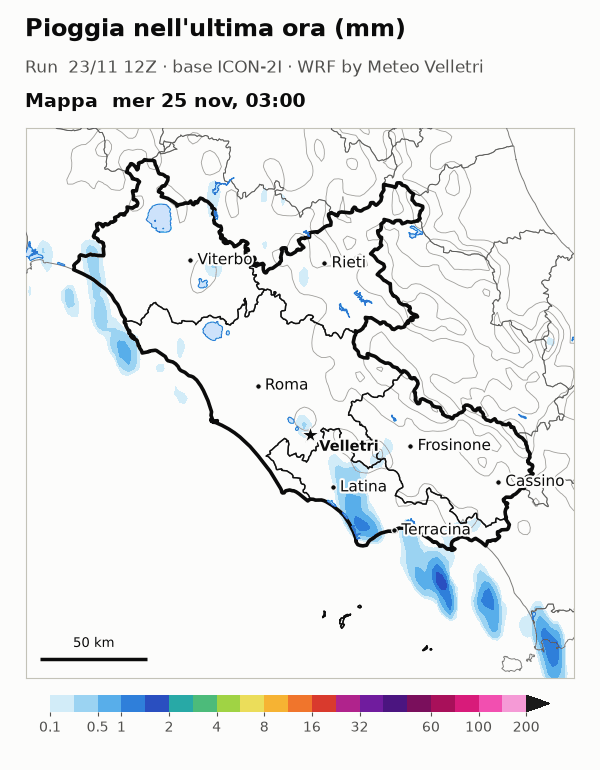 Pioggia nell'ultima ora (mm)
Run  23/11 12Z · base ICON-2I · WRF by Meteo Velletri
Mappa  mer 25 nov, 03:00
Viterbo
Rieti
Roma
Velletri
Frosinone
Latina
Cassino
Terracina
50 km
0.1 0.5 1 2 4 8 16 32 60 100 200